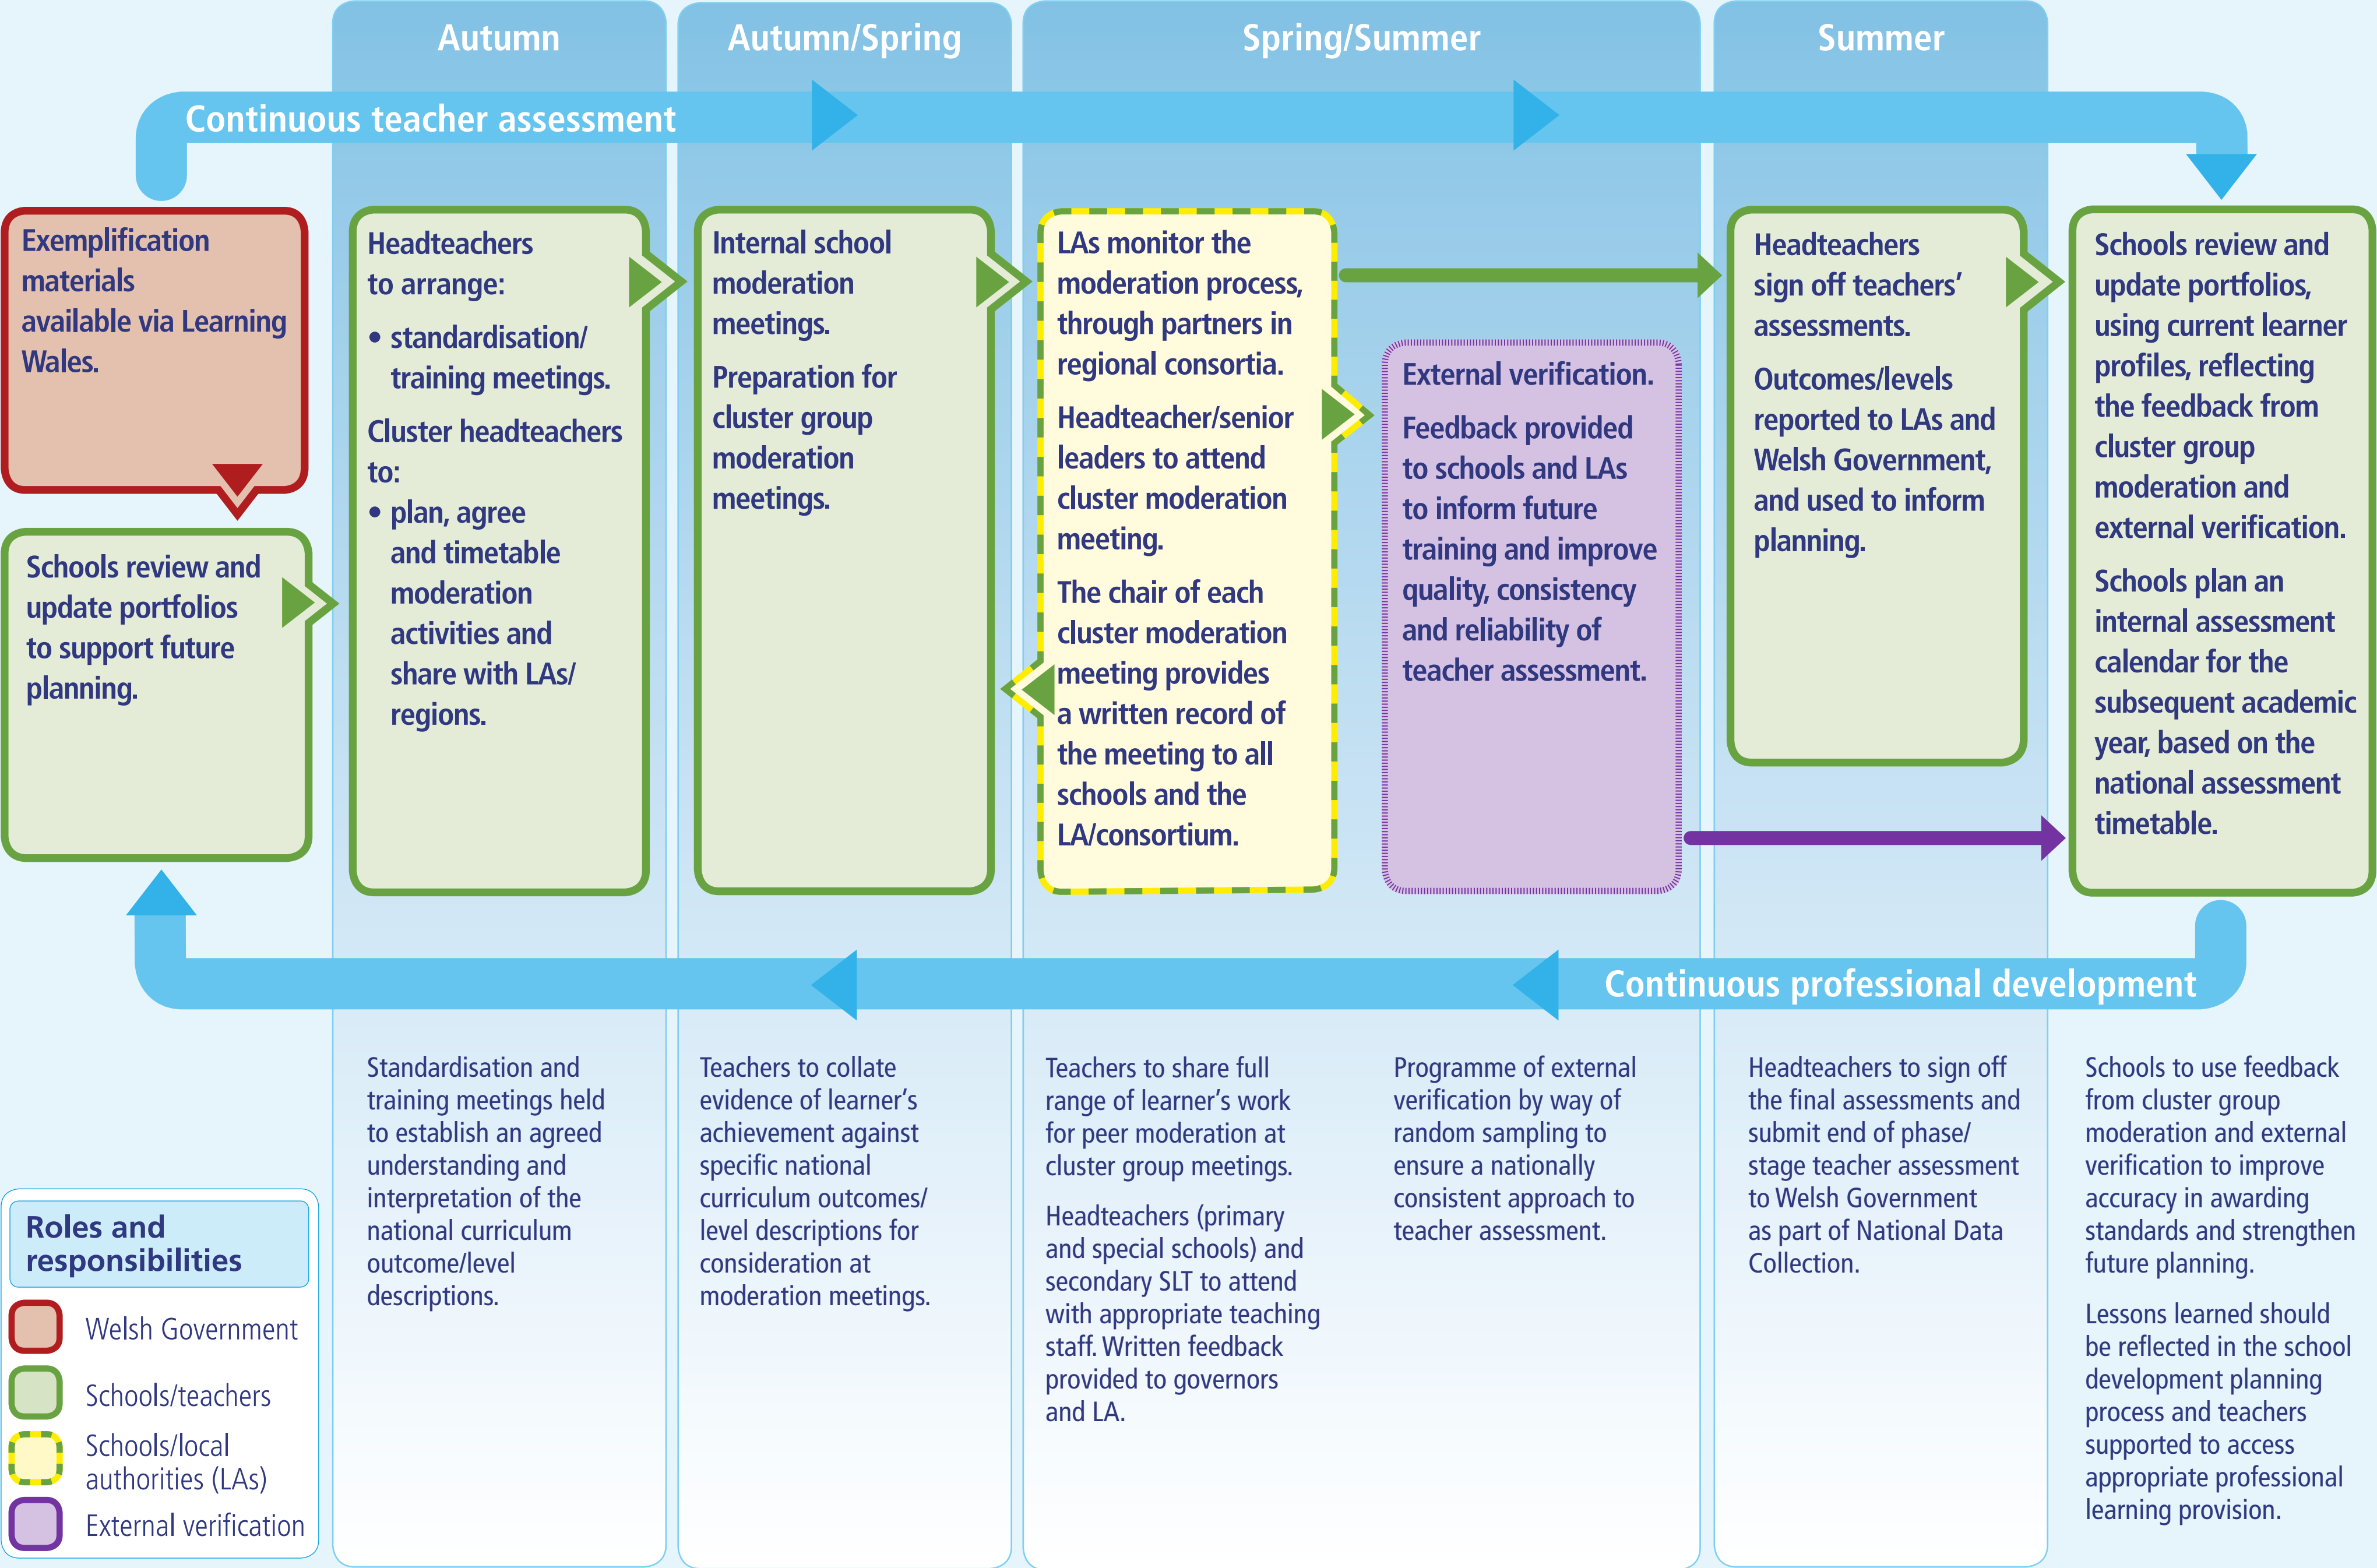 Autumn
Autumn/Spring
Spring/Summer
Summer
Continuous teacher assessment
Exemplification
materials
available via Learning
Wales.
Schools review and
update portfolios
to support future
planning.
Headteachers
to arrange:
• standardisation/
training meetings.
Cluster headteachers
to:
• plan, agree
and timetable
moderation
activities and
share with LAs/
regions.
Internal school
moderation
meetings.
Preparation for
cluster group
moderation
meetings.
LAs monitor the
moderation process,
through partners in
regional consortia.
Headteacher/senior
leaders to attend
cluster moderation
meeting.
The chair of each
cluster moderation
meeting provides
a written record of
the meeting to all
schools and the
LA/consortium.
External verification.
Feedback provided
to schools and LAs
to inform future
training and improve
quality, consistency
and reliability of
teacher assessment.
Headteachers
sign off teachers’
assessments.
Outcomes/levels
reported to LAs and
Welsh Government,
and used to inform
planning.
Schools review and
update portfolios,
using current learner
profiles, reflecting
the feedback from
cluster group
moderation and
external verification.
Schools plan an
internal assessment
calendar for the
subsequent academic
year, based on the
national assessment
timetable.
Continuous professional development
Standardisation and
training meetings held
to establish an agreed
understanding and
interpretation of the
national curriculum
outcome/level
descriptions.
Teachers to collate
evidence of learner’s
achievement against
specific national
curriculum outcomes/
level descriptions for
consideration at
moderation meetings.
Teachers to share full
range of learner’s work
for peer moderation at
cluster group meetings.
Headteachers (primary
and special schools) and
secondary SLT to attend
with appropriate teaching
staff. Written feedback
provided to governors
and LA.
Programme of external
verification by way of
random sampling to
ensure a nationally
consistent approach to
teacher assessment.
Headteachers to sign off
the final assessments and
submit end of phase/
stage teacher assessment
to Welsh Government
as part of National Data
Collection.
Schools to use feedback
from cluster group
moderation and external
verification to improve
accuracy in awarding
standards and strengthen
future planning.
Lessons learned should
be reflected in the school
development planning
process and teachers
supported to access
appropriate professional
learning provision.
Roles and
responsibilities
Welsh Government
Schools/teachers
Schools/local
authorities (LAs)
External verification